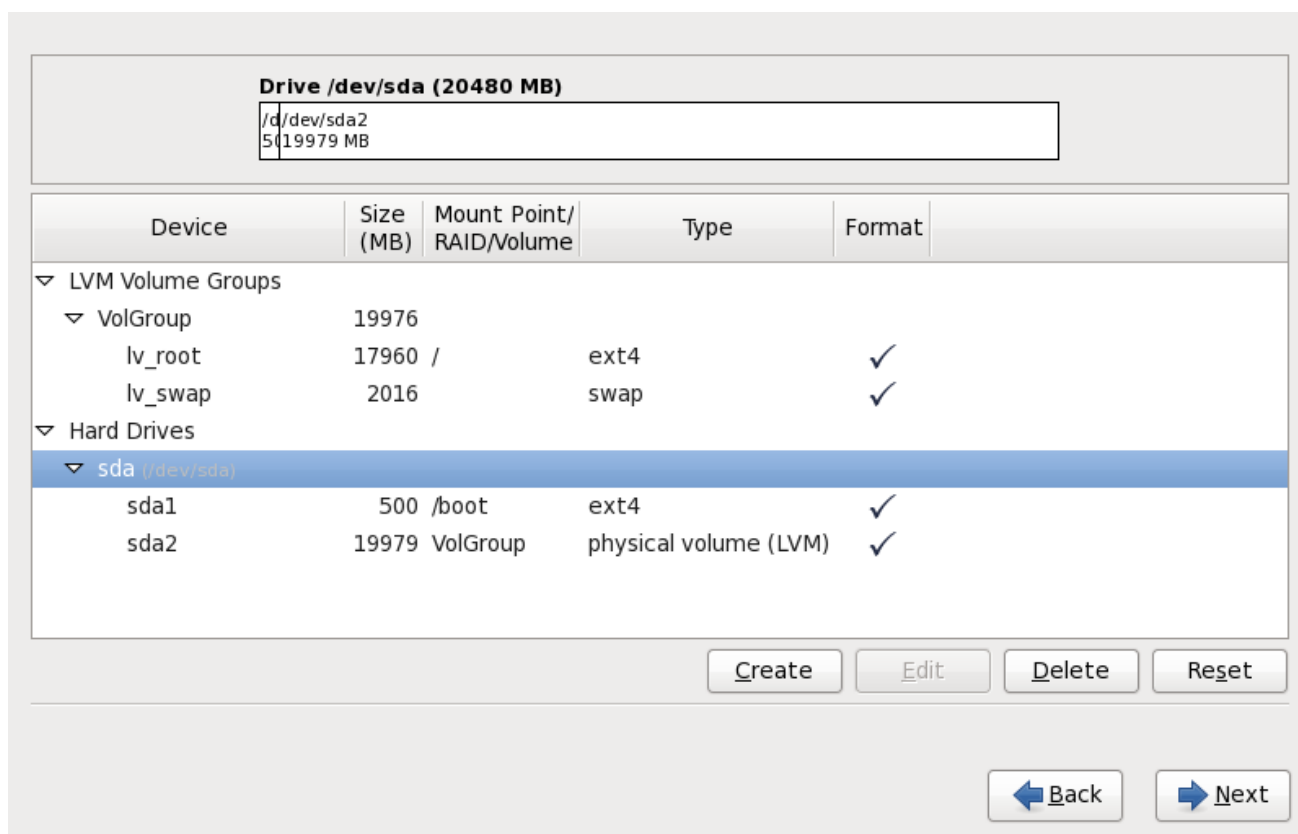 Drive /dev/sda (20480 MB)
/d/dev/sda2
50 19979 MB
Device Size (MB) Mount Point/ RAID/Volume Type Format
LVM Volume Groups
VolGroup 19976
lv_root 17960 / ext4
lv_swap 2016 swap
Hard Drives
sda (/dev/sda)
sda1 500 /boot ext4
sda2 19979 VolGroup physical volume (LVM)
Create Edit Delete Reset
Back Next